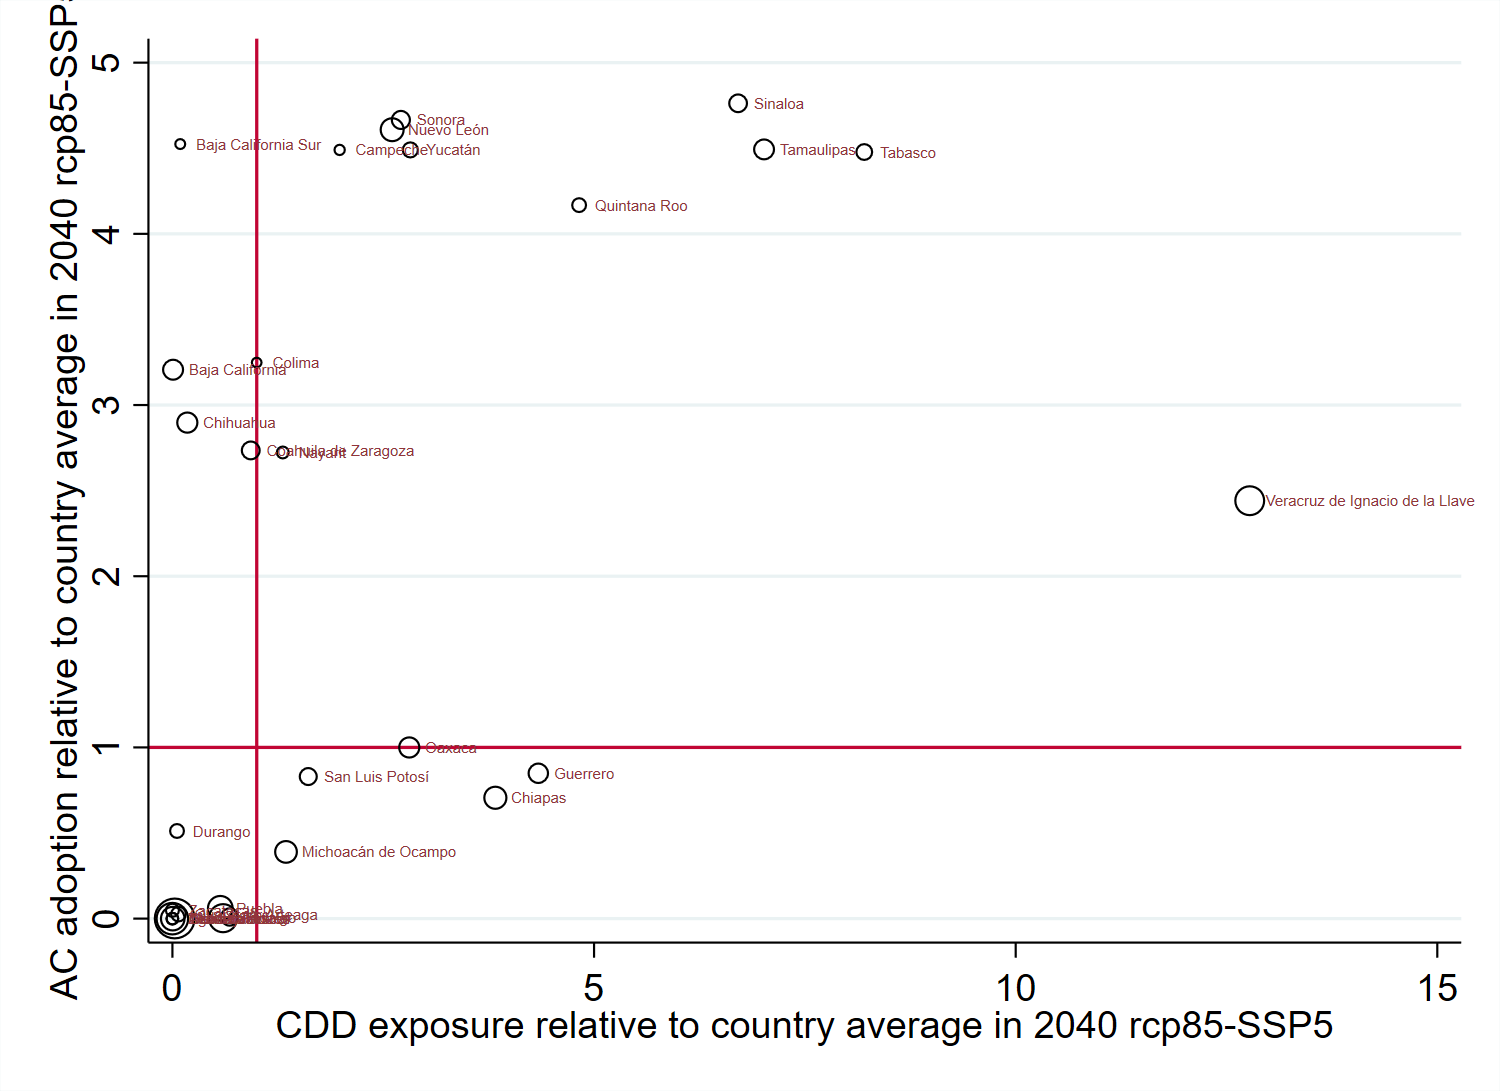 AC adoption relative to country average in 2040 rcp85-SSP5
5
4
3
2
1
0
Sinaloa
Sonora
Nuevo León
Baja California Sur
Campeche
Yucatán
Tamaulipas
Tabasco
Quintana Roo
Colima
Baja California
Chihuahua
Coahuila de Zaragoza
Nayarit
Veracruz de Ignacio de la Llave
Oaxaca
San Luis Potosí
Guerrero
Chiapas
Durango
Michoacán de Ocampo
Puebla
0
5
10
15
CDD exposure relative to country average in 2040 rcp85-SSP5